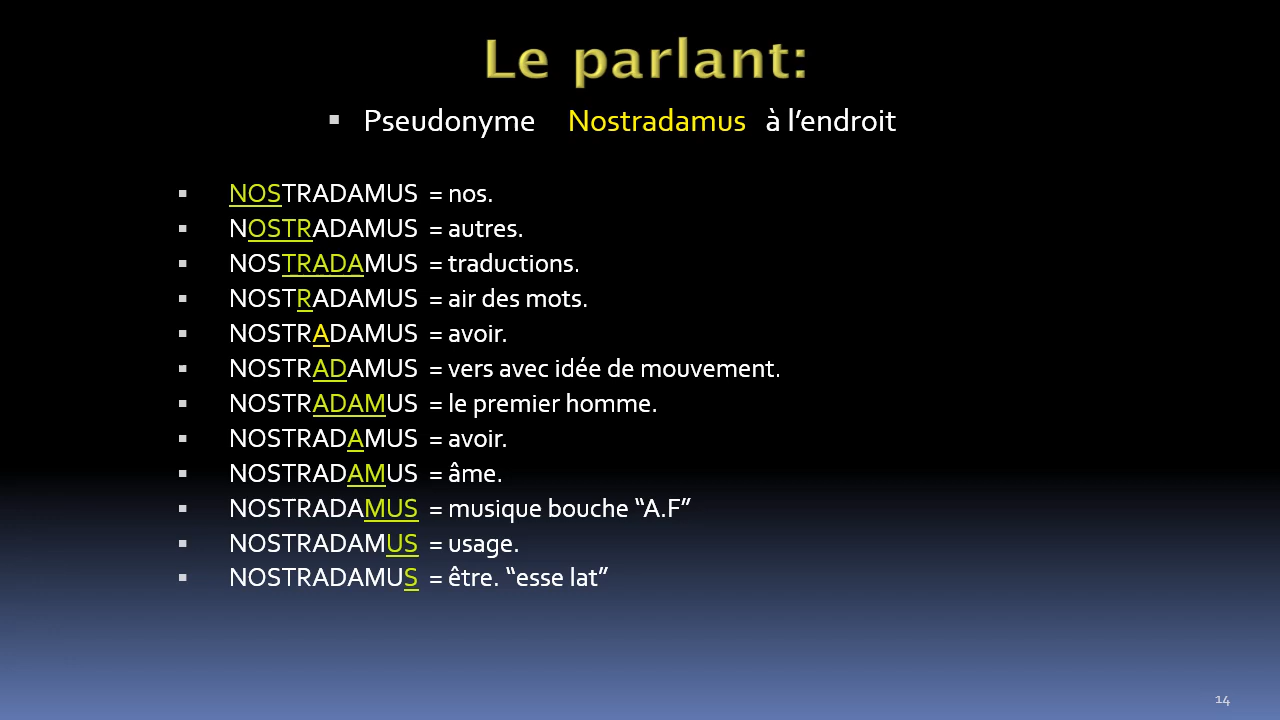 Le parlant:
▪ Pseudonyme Nostradamus à l’endroit
▪ NOSTRADAMUS = nos.
▪ NOSTRADAMUS = autres.
▪ NOSTRADAMUS = traductions.
▪ NOSTRADAMUS = air des mots.
▪ NOSTRADAMUS = avoir.
▪ NOSTRADAMUS = vers avec idée de mouvement.
▪ NOSTRADAMUS = le premier homme.
▪ NOSTRADAMUS = avoir.
▪ NOSTRADAMUS = âme.
▪ NOSTRADAMUS = musique bouche “A.F”
▪ NOSTRADAMUS = usage.
▪ NOSTRADAMUS = être. “esse lat”
14